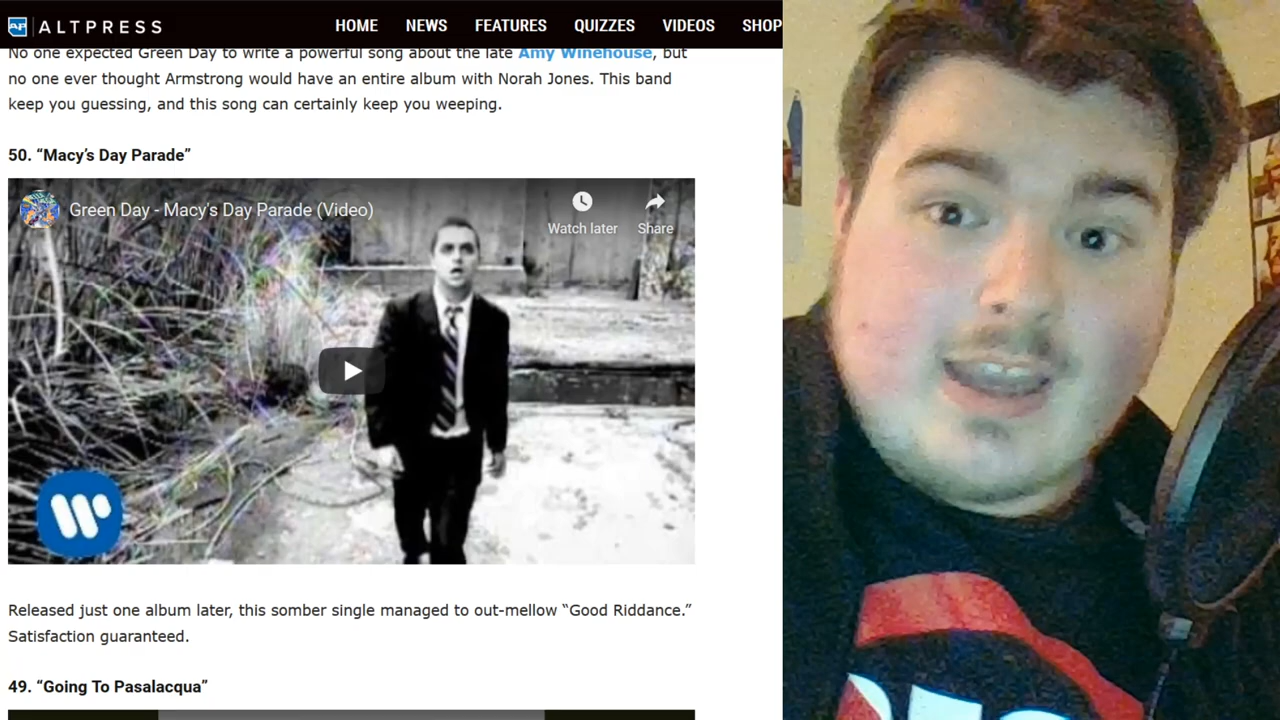 AP ALTPRESS HOME NEWS FEATURES QUIZZES VIDEOS SHOP
No one expected Green Day to write a powerful song about the late Amy Winehouse, but
no one ever thought Armstrong would have an entire album with Norah Jones. This band
keep you guessing, and this song can certainly keep you weeping.
50. “Macy’s Day Parade”
Green Day - Macy's Day Parade (Video)
Watch later Share
Released just one album later, this somber single managed to out-mellow “Good Riddance.”
Satisfaction guaranteed.
49. “Going To Pasalacqua”